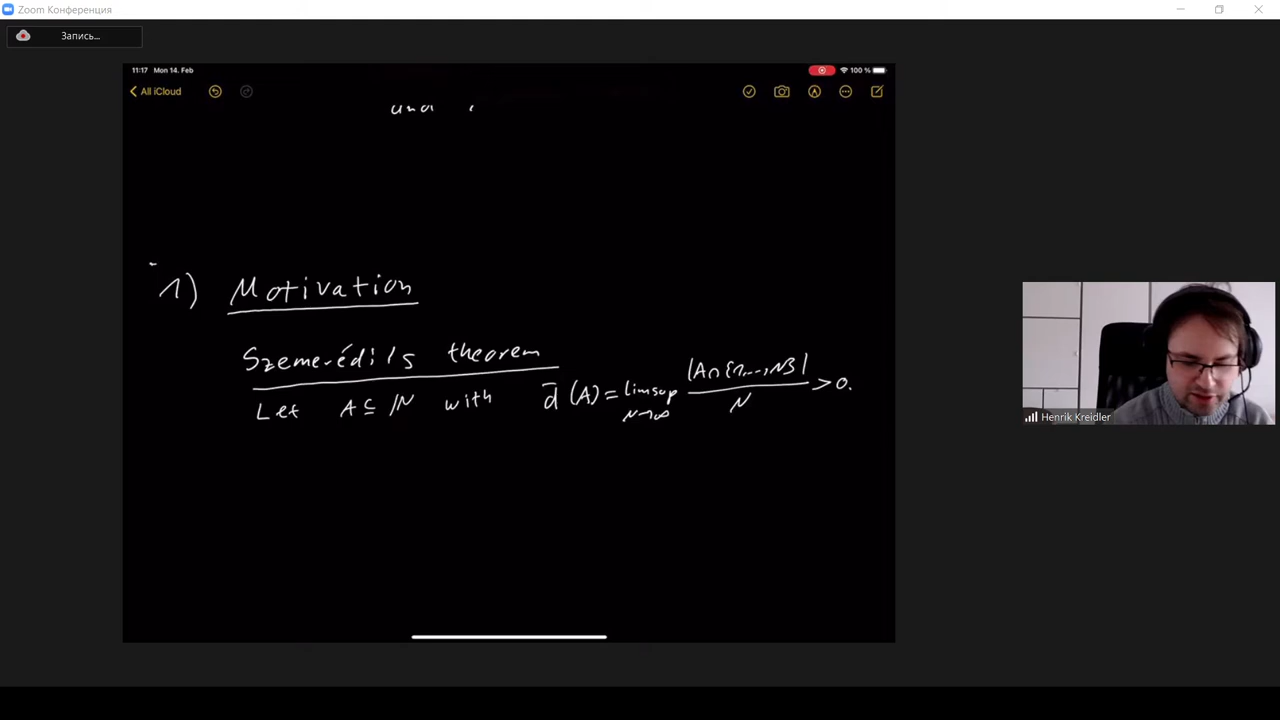 Zoom Конференция
Запись...
11:17 Mon 14. Feb
100 %
All iCloud
1) Motivation
Szemerédi's theorem
Let A ⊆ ℕ with d̄(A) = limsup_{N→∞} |A∩{1,...,N}| / N > 0.
Henrik Kreidler